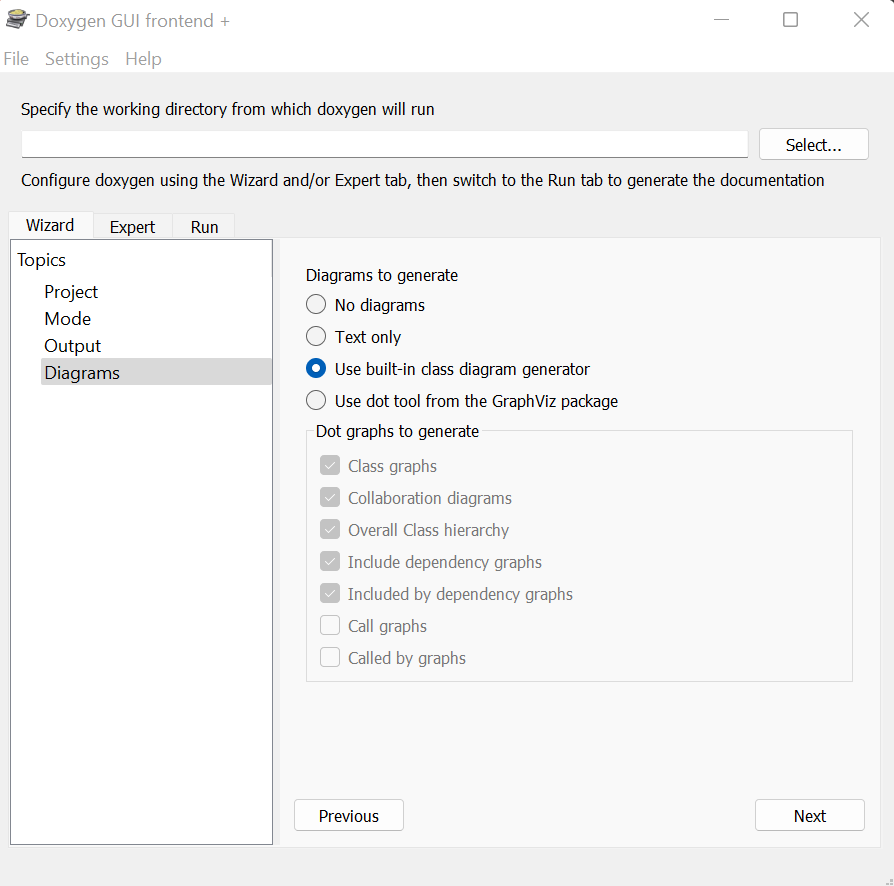 Doxygen GUI frontend +
File Settings Help
Specify the working directory from which doxygen will run
Select...
Configure doxygen using the Wizard and/or Expert tab, then switch to the Run tab to generate the documentation
Wizard Expert Run
Topics
Project
Mode
Output
Diagrams
Diagrams to generate
No diagrams
Text only
Use built-in class diagram generator
Use dot tool from the GraphViz package
Dot graphs to generate
Class graphs
Collaboration diagrams
Overall Class hierarchy
Include dependency graphs
Included by dependency graphs
Call graphs
Called by graphs
Previous Next